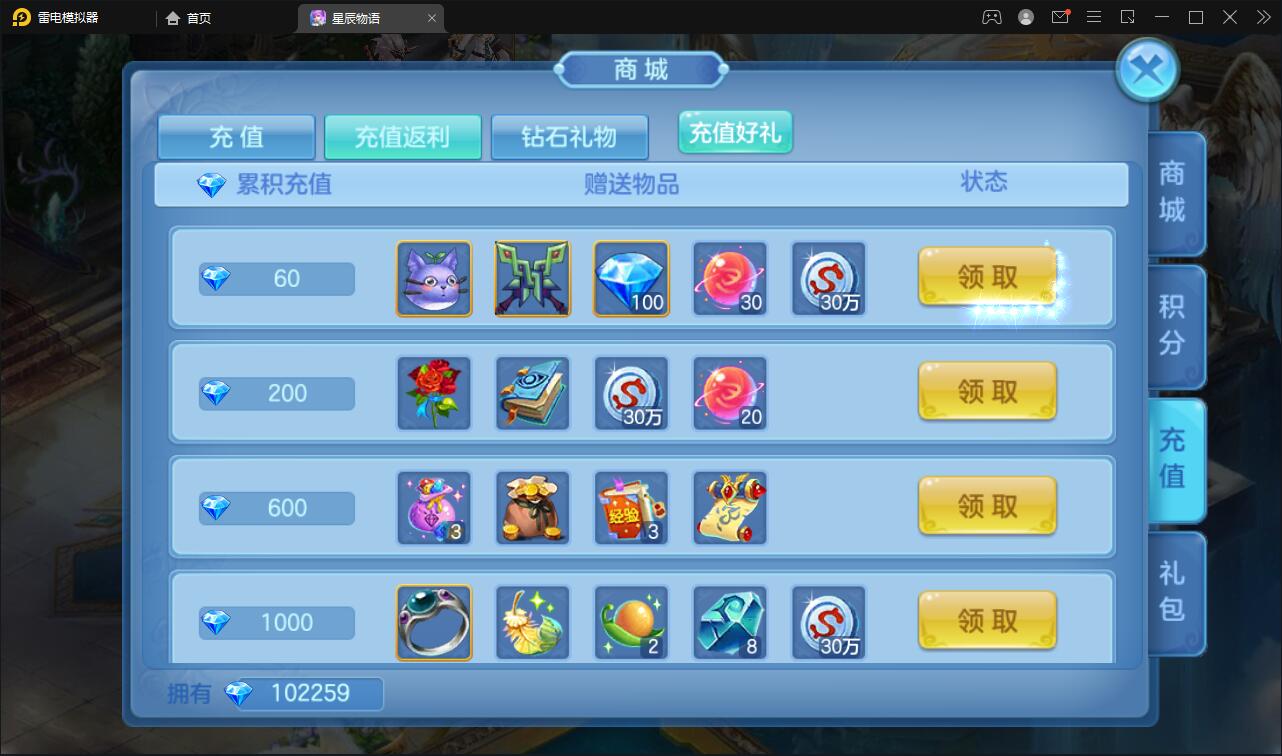 雷电模拟器
首页
星辰物语
商城
充值
充值返利
钻石礼物
充值好礼
累积充值
赠送物品
状态
60
100
30
30万
领取
200
30万
20
领取
600
3
经验
3
领取
1000
2
8
30万
领取
拥有
102259
商城
积分
充值
礼包